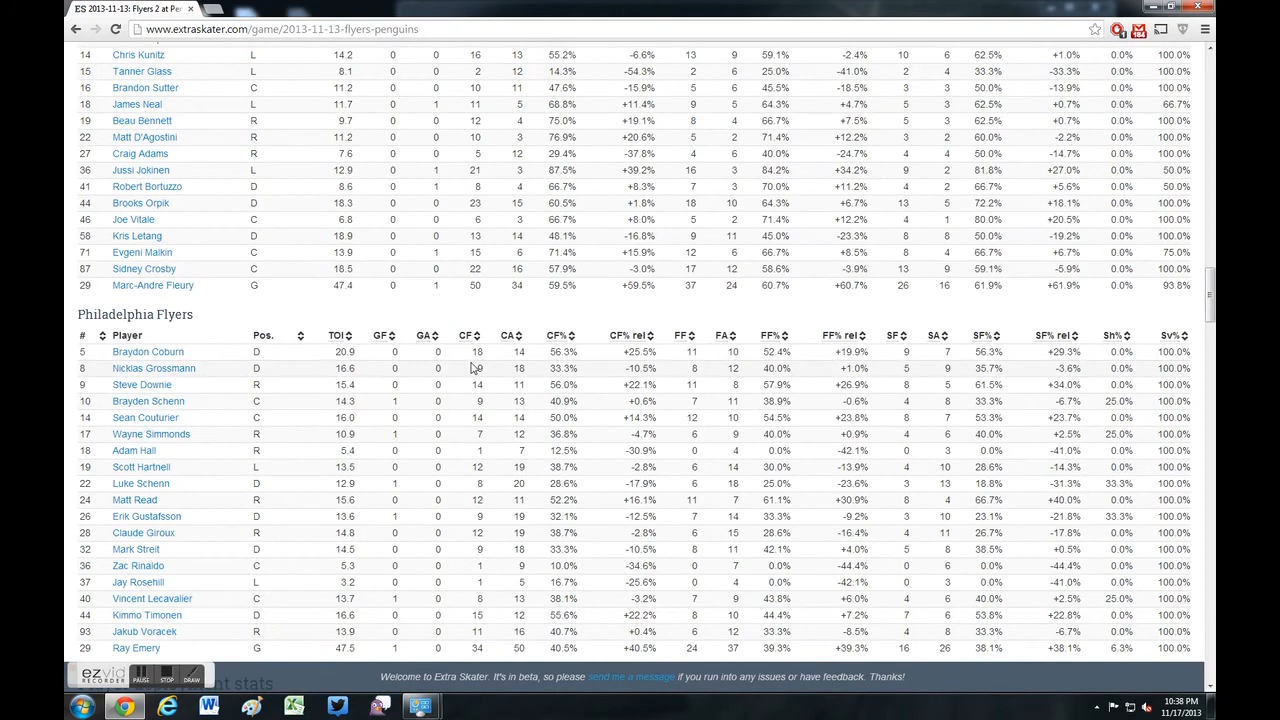 ES 2013-11-13: Flyers 2 at Pen
www.extraskater.com/game/2013-11-13-flyers-penguins
184
14 Chris Kunitz L 14.2 0 0 16 13 55.2% -6.6% 13 9 59.1% -2.4% 10 6 62.5% +1.0% 0.0% 100.0%
15 Tanner Glass L 8.1 0 0 2 12 14.3% -54.3% 2 6 25.0% -41.0% 2 4 33.3% -33.3% 0.0% 100.0%
16 Brandon Sutter C 11.2 0 0 10 11 47.6% -15.9% 5 6 45.5% -18.5% 3 3 50.0% -13.9% 0.0% 100.0%
18 James Neal L 11.7 0 1 11 5 68.8% +11.4% 9 5 64.3% +4.7% 5 3 62.5% +0.7% 0.0% 66.7%
19 Beau Bennett R 9.7 0 0 12 4 75.0% +19.1% 8 4 66.7% +7.5% 5 3 62.5% +0.7% 0.0% 100.0%
22 Matt D'Agostini R 11.2 0 0 10 3 76.9% +20.6% 5 2 71.4% +12.2% 3 2 60.0% -2.2% 0.0% 100.0%
27 Craig Adams R 7.6 0 0 5 12 29.4% -37.8% 4 6 40.0% -24.7% 4 4 50.0% -14.7% 0.0% 100.0%
36 Jussi Jokinen L 12.9 0 1 21 3 87.5% +39.2% 16 3 84.2% +34.2% 9 2 81.8% +27.0% 0.0% 50.0%
41 Robert Bortuzzo D 8.6 0 1 8 4 66.7% +8.3% 7 3 70.0% +11.2% 4 2 66.7% +5.6% 0.0% 50.0%
44 Brooks Orpik D 18.3 0 0 23 15 60.5% +1.8% 18 10 64.3% +6.7% 13 5 72.2% +18.1% 0.0% 100.0%
46 Joe Vitale C 6.8 0 0 6 3 66.7% +8.0% 5 2 71.4% +12.2% 4 1 80.0% +20.5% 0.0% 100.0%
58 Kris Letang D 18.9 0 0 13 14 48.1% -16.8% 9 11 45.0% -23.3% 8 8 50.0% -19.2% 0.0% 100.0%
71 Evgeni Malkin C 13.9 0 1 15 6 71.4% +15.9% 12 6 66.7% +8.5% 8 4 66.7% +6.7% 0.0% 75.0%
87 Sidney Crosby C 18.5 0 0 22 16 57.9% -3.0% 17 12 58.6% -3.9% 13 9 59.1% -5.9% 0.0% 100.0%
29 Marc-Andre Fleury G 47.4 0 1 50 34 59.5% +59.5% 37 24 60.7% +60.7% 26 16 61.9% +61.9% 0.0% 93.8%
Philadelphia Flyers
# Player Pos. TOI GF GA CF CA CF% CF% rel FF FA FF% FF% rel SF SA SF% SF% rel Sh% Sv%
5 Braydon Coburn D 20.9 0 0 18 14 56.3% +25.5% 11 10 52.4% +19.9% 9 7 56.3% +29.3% 0.0% 100.0%
8 Nicklas Grossmann D 16.6 0 0 9 18 33.3% -10.5% 8 12 40.0% +1.0% 5 9 35.7% -3.6% 0.0% 100.0%
9 Steve Downie R 15.4 0 0 14 11 56.0% +22.1% 11 8 57.9% +26.9% 8 5 61.5% +34.0% 0.0% 100.0%
10 Brayden Schenn C 14.3 1 0 9 13 40.9% +0.6% 7 11 38.9% -0.6% 4 8 33.3% -6.7% 25.0% 100.0%
14 Sean Couturier C 16.0 0 0 14 14 50.0% +14.3% 12 10 54.5% +23.8% 8 7 53.3% +23.7% 0.0% 100.0%
17 Wayne Simmonds R 10.9 1 0 7 12 36.8% -4.7% 6 9 40.0% +0.9% 4 6 40.0% +2.5% 25.0% 100.0%
18 Adam Hall R 5.4 0 0 1 7 12.5% -30.9% 0 4 0.0% -42.1% 0 3 0.0% -41.0% 0.0% 100.0%
19 Scott Hartnell L 13.5 0 0 12 19 38.7% -2.8% 6 14 30.0% -13.9% 4 10 28.6% -14.3% 0.0% 100.0%
22 Luke Schenn D 12.9 1 0 8 20 28.6% -17.9% 6 18 25.0% -23.6% 3 13 18.8% -31.3% 33.3% 100.0%
24 Matt Read R 15.6 0 0 12 11 52.2% +16.1% 11 7 61.1% +30.9% 8 4 66.7% +40.0% 0.0% 100.0%
26 Erik Gustafsson D 13.6 1 0 9 19 32.1% -12.5% 7 14 33.3% -9.2% 3 10 23.1% -21.8% 33.3% 100.0%
28 Claude Giroux R 14.8 0 0 12 19 38.7% -2.8% 6 15 28.6% -16.4% 4 11 26.7% -17.8% 0.0% 100.0%
32 Mark Streit D 14.5 0 0 9 18 33.3% -10.5% 8 11 42.1% +4.0% 5 8 38.5% +0.5% 0.0% 100.0%
36 Zac Rinaldo C 5.3 0 0 1 9 10.0% -34.6% 0 7 0.0% -44.4% 0 6 0.0% -44.4% 0.0% 100.0%
37 Jay Rosehill L 3.2 0 0 1 5 16.7% -25.6% 0 4 0.0% -42.1% 0 3 0.0% -41.0% 0.0% 100.0%
40 Vincent Lecavalier C 13.7 1 0 8 13 38.1% -3.2% 7 9 43.8% +6.0% 4 6 40.0% +2.5% 25.0% 100.0%
44 Kimmo Timonen D 16.6 0 0 15 12 55.6% +22.2% 8 10 44.4% +7.2% 7 6 53.8% +22.8% 0.0% 100.0%
93 Jakub Voracek R 13.9 0 0 11 16 40.7% +0.4% 6 12 33.3% -8.5% 4 8 33.3% -6.7% 0.0% 100.0%
29 Ray Emery G 47.5 1 0 34 50 40.5% +40.5% 24 37 39.3% +39.3% 16 26 38.1% +38.1% 6.3% 100.0%
ezvid
RECORDER
PAUSE STOP DRAW
Welcome to Extra Skater. It's in beta, so please send me a message if you run into any issues or have feedback. Thanks!
10:38 PM
11/17/2013